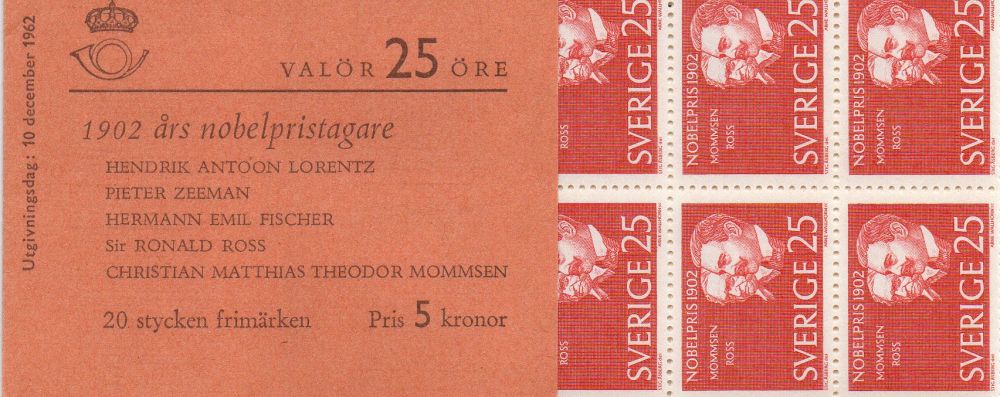 Utgivningsdag: 10 december 1962
VALÖR 25 ÖRE
1902 års nobelpristagare
HENDRIK ANTOON LORENTZ
PIETER ZEEMAN
HERMANN EMIL FISCHER
Sir RONALD ROSS
CHRISTIAN MATTHIAS THEODOR MOMMSEN
20 stycken frimärken Pris 5 kronor
ROSS
SVERIGE 25
NOBELPRIS 1902
MOMMSEN
ROSS
SVERIGE 25
NOBELPRIS 1902
MOMMSEN
ROSS
SVERIGE 25
ROSS
SVERIGE 25
NOBELPRIS 1902
MOMMSEN
ROSS
SVERIGE 25
NOBELPRIS 1902
MOMMSEN
ROSS
SVERIGE 25